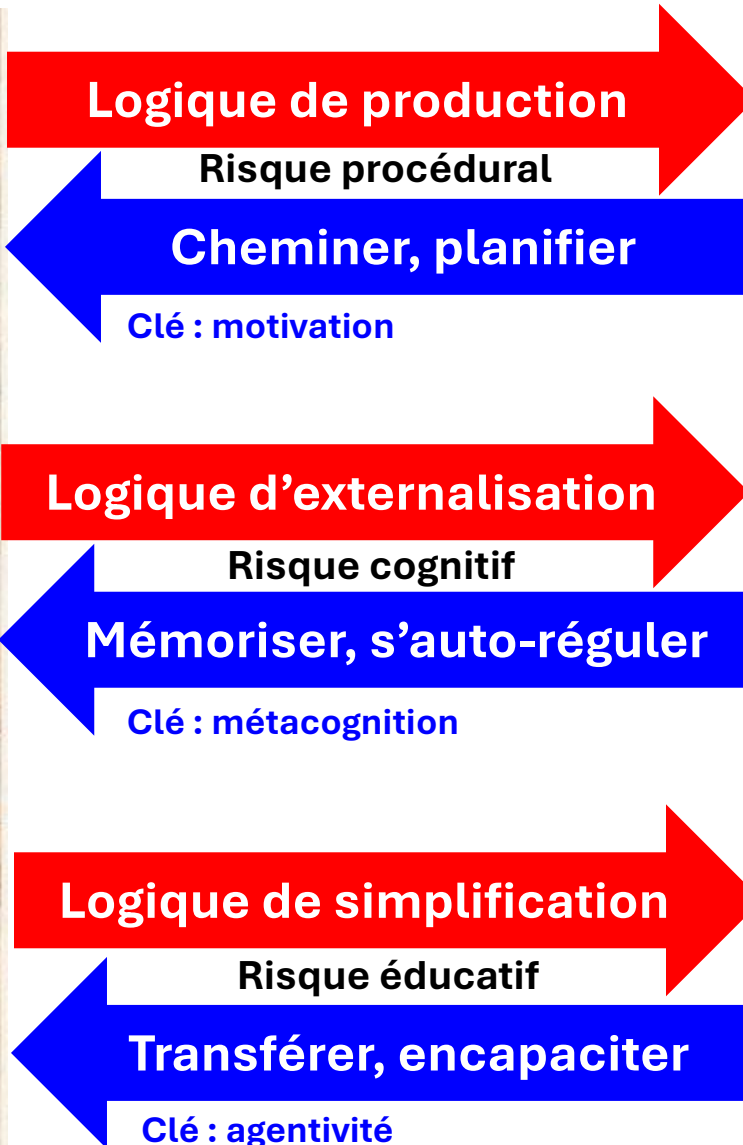 Logique de production
Risque procédural
Cheminer, planifier
Clé : motivation
Logique d’externalisation
Risque cognitif
Mémoriser, s’auto-réguler
Clé : métacognition
Logique de simplification
Risque éducatif
Transférer, encapaciter
Clé : agentivité